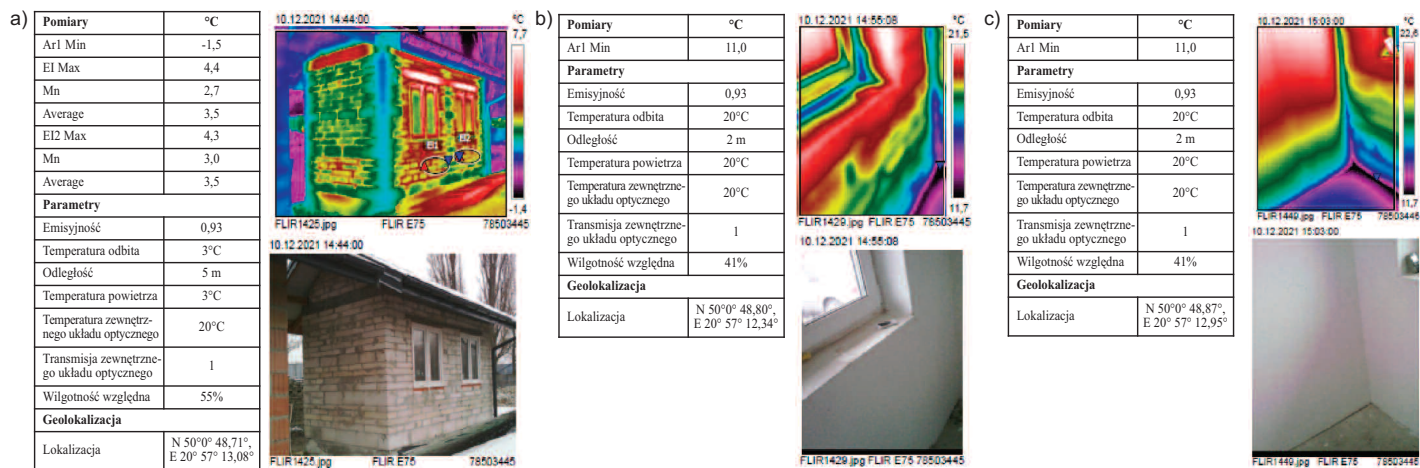 a)
Pomiary °C
Ar1 Min -1,5
EI Max 4,4
Mn 2,7
Average 3,5
EI2 Max 4,3
Mn 3,0
Average 3,5
Parametry
Emisyjność 0,93
Temperatura odbita 3°C
Odległość 5 m
Temperatura powietrza 3°C
Temperatura zewnętrz-
nego układu optycznego 20°C
Transmisja zewnętrzne-
go układu optycznego 1
Wilgotność względna 55%
Geolokalizacja
Lokalizacja N 50°0° 48,71°,
E 20° 57° 13,08°
10.12.2021 14:44:00 °C
7,7
El1 El2
-1,4
FLIR1425.jpg FLIR E75 78503445
10.12.2021 14:44:00
FLIR1425.jpg FLIR E75 78503445
b)
Pomiary °C
Ar1 Min 11,0
Parametry
Emisyjność 0,93
Temperatura odbita 20°C
Odległość 2 m
Temperatura powietrza 20°C
Temperatura zewnętrzne-
go układu optycznego 20°C
Transmisja zewnętrzne-
go układu optycznego 1
Wilgotność względna 41%
Geolokalizacja
Lokalizacja N 50°0° 48,80°,
E 20° 57° 12,34°
10.12.2021 14:55:08 °C
21,5
11,7
FLIR1429.jpg FLIR E75 78503445
10.12.2021 14:55:08
FLIR1429.jpg FLIR E75 78503445
c)
Pomiary °C
Ar1 Min 11,0
Parametry
Emisyjność 0,93
Temperatura odbita 20°C
Odległość 2 m
Temperatura powietrza 20°C
Temperatura zewnętrzne-
go układu optycznego 20°C
Transmisja zewnętrzne-
go układu optycznego 1
Wilgotność względna 41%
Geolokalizacja
Lokalizacja N 50°0° 48,87°,
E 20° 57° 12,95°
10.12.2021 15:03:00 °C
22,6
11,7
FLIR1449.jpg FLIR E75 78503445
10.12.2021 15:03:00
FLIR1449.jpg FLIR E75 78503445